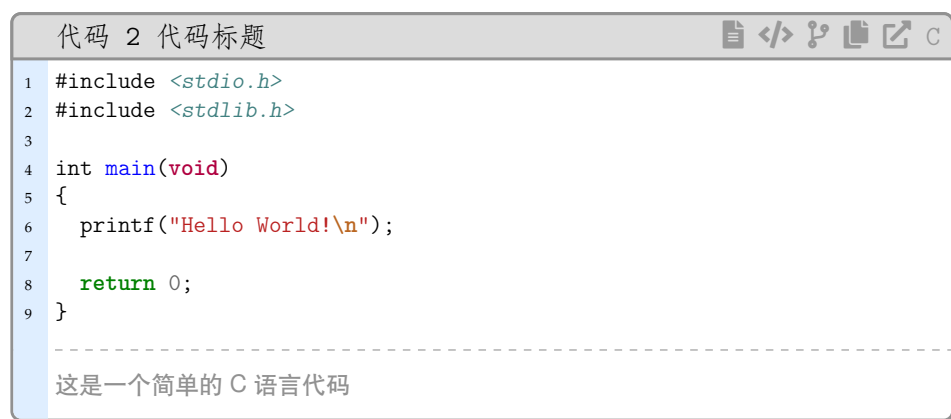 代码 2 代码标题 </> C
1 #include <stdio.h>
2 #include <stdlib.h>
3
4 int main(void)
5 {
6   printf("Hello World!\n");
7
8   return 0;
9 }
这是一个简单的 C 语言代码